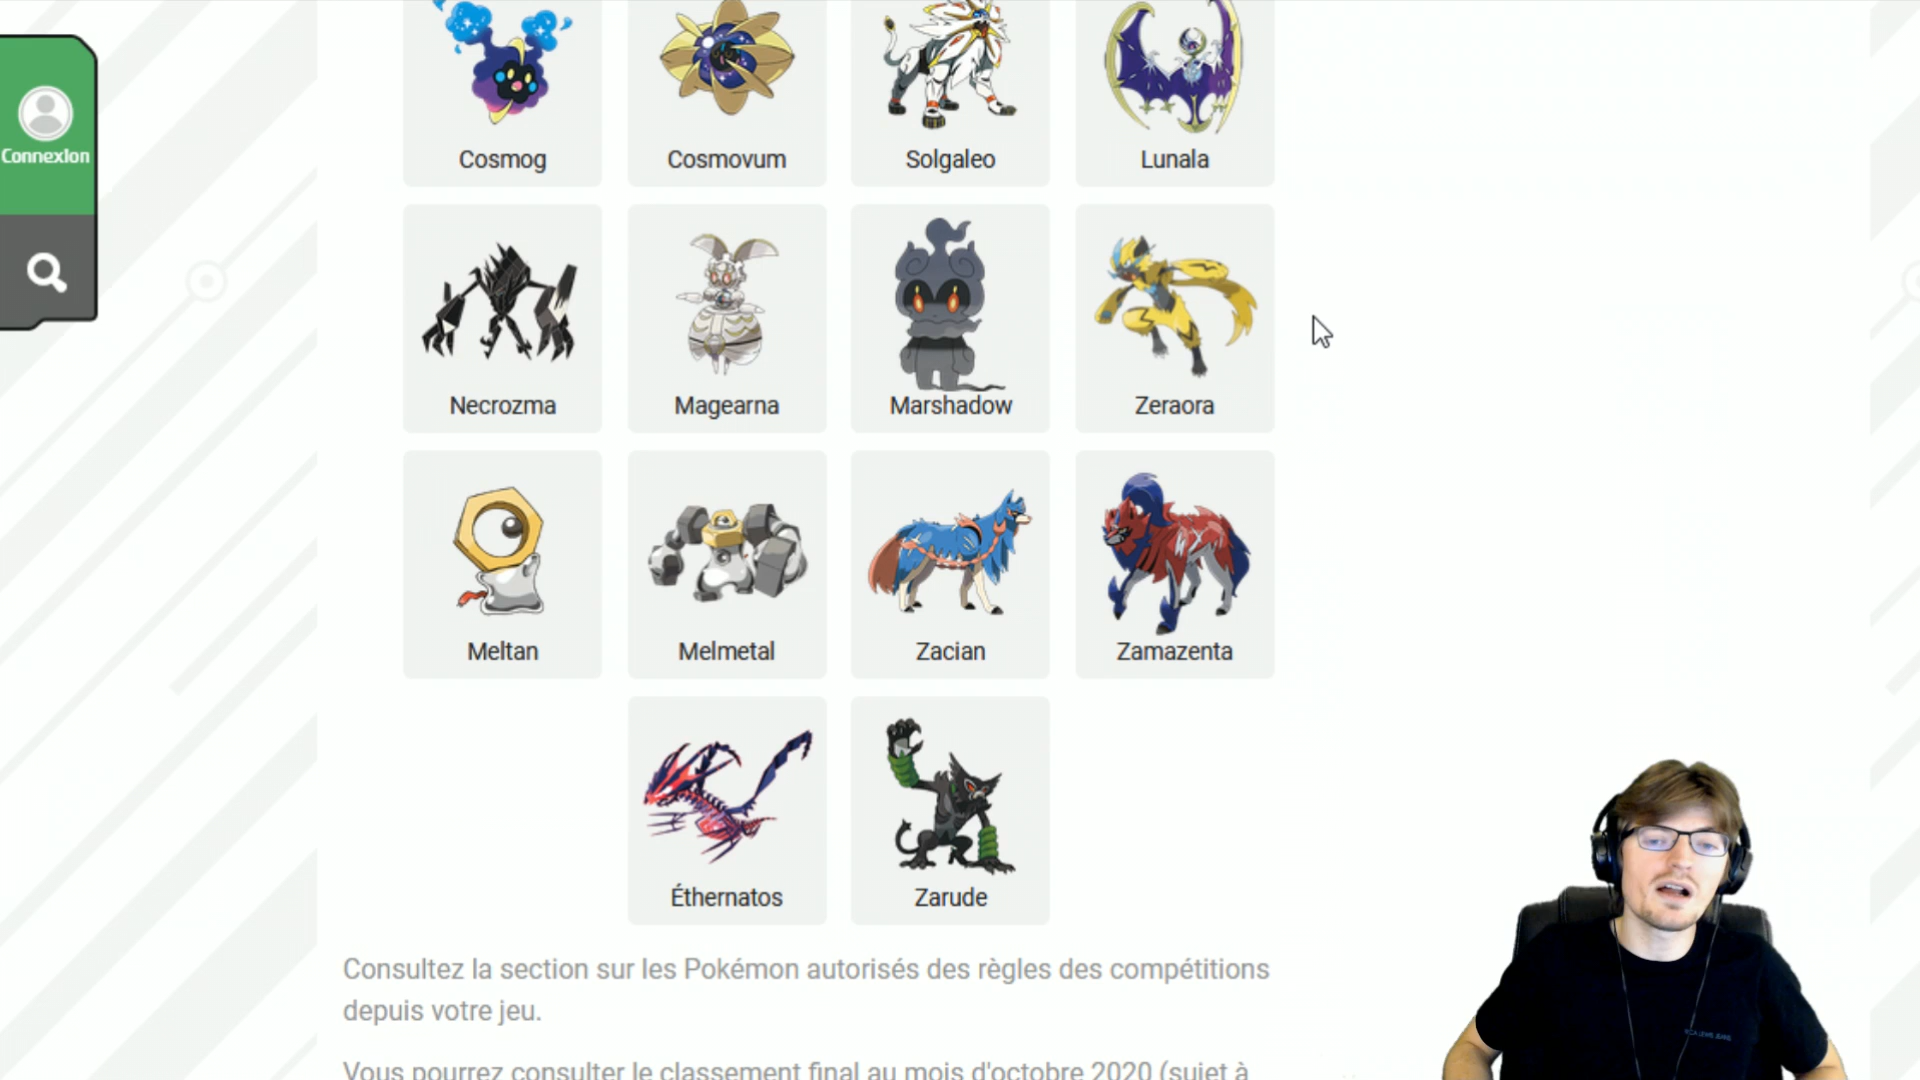 Connexion
Cosmog
Cosmovum
Solgaleo
Lunala
Necrozma
Magearna
Marshadow
Zeraora
Meltan
Melmetal
Zacian
Zamazenta
Éthernatos
Zarude
Consultez la section sur les Pokémon autorisés des règles des compétitions
depuis votre jeu.
Vous pourrez consulter le classement final au mois d'octobre 2020 (sujet à